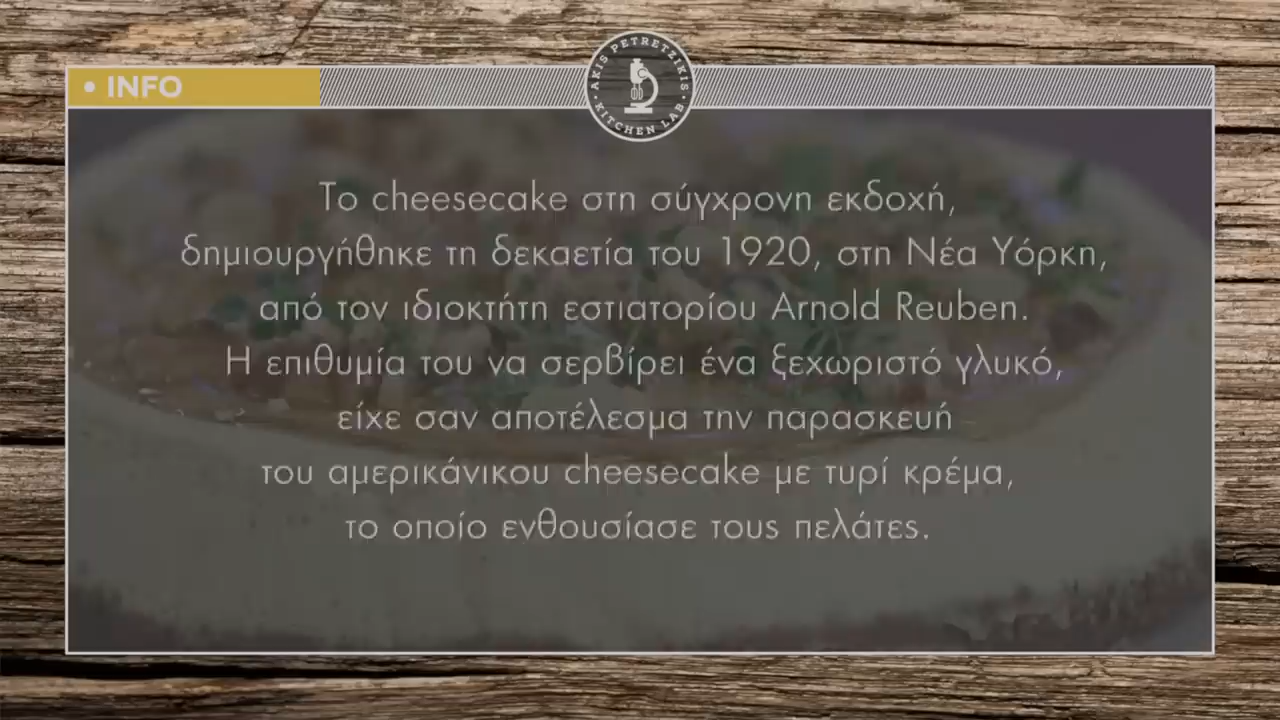 • INFO
AKIS PETRETZIKIS
• KITCHEN LAB •
Το cheesecake στη σύγχρονη εκδοχή,
δημιουργήθηκε τη δεκαετία του 1920, στη Νέα Υόρκη,
από τον ιδιοκτήτη εστιατορίου Arnold Reuben.
Η επιθυμία του να σερβίρει ένα ξεχωριστό γλυκό,
είχε σαν αποτέλεσμα την παρασκευή
του αμερικάνικου cheesecake με τυρί κρέμα,
το οποίο ενθουσίασε τους πελάτες.